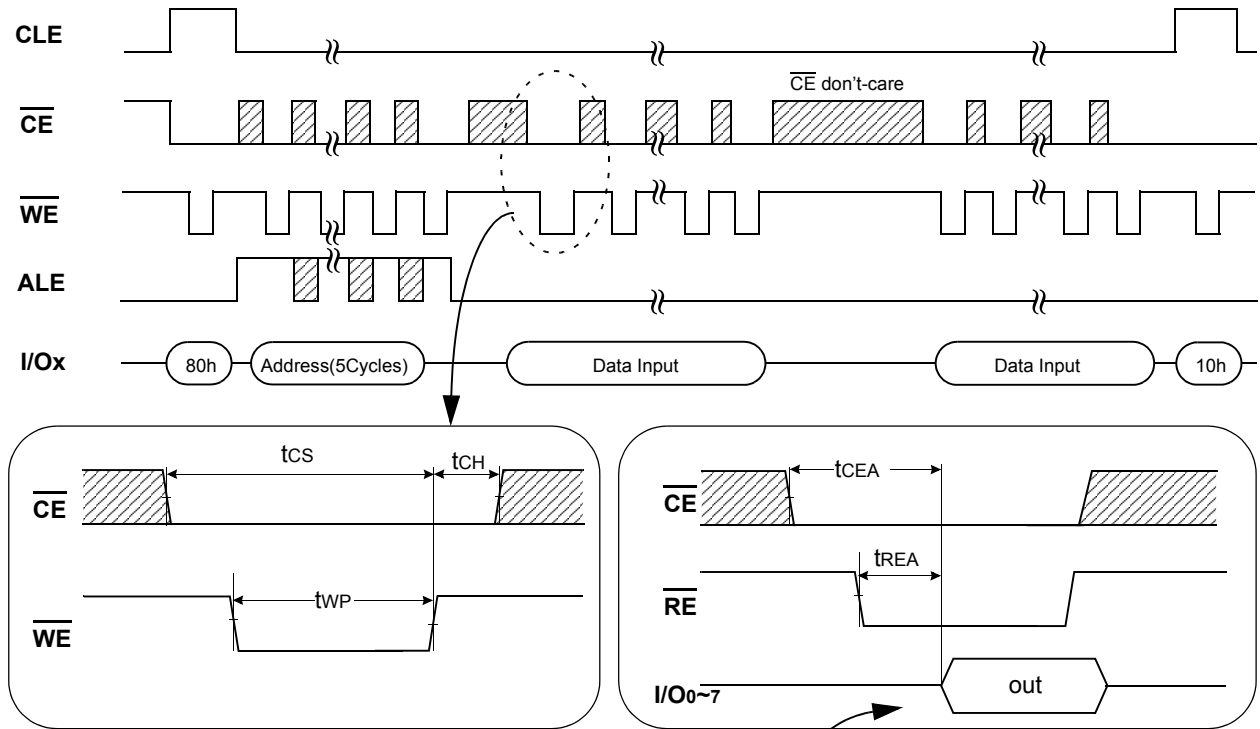 CLE
CE don't-care
CE
WE
ALE
I/Ox
80h
Address(5Cycles)
Data Input
Data Input
10h
tCS
tCH
CE
tWP
WE
tCEA
CE
tREA
RE
I/O0~7
out